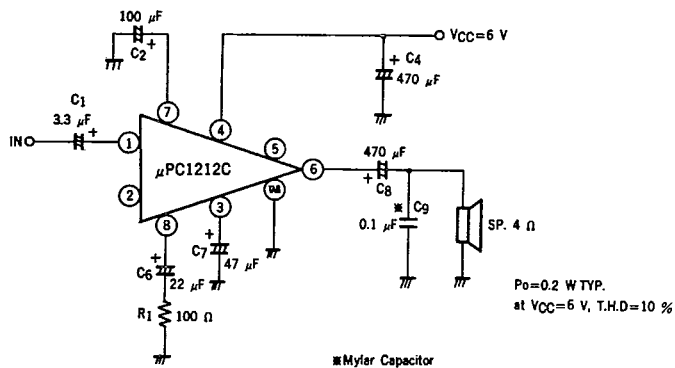 100 μF
C2 +
VCC=6 V
+ C4
470 μF
C1
3.3 μF
+
IN
1
7
4
5
μPC1212C
6
470 μF
+
C8
2
8
3
TAB
※ C9
0.1 μF
SP. 4 Ω
+
C6
22 μF
+
C7
47 μF
R1
100 Ω
Po=0.2 W TYP.
at VCC=6 V, T.H.D=10 %
※Mylar Capacitor